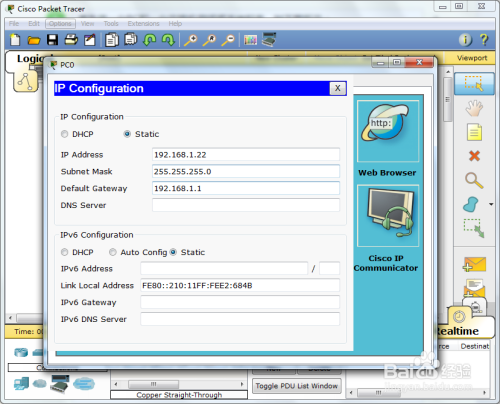 Cisco Packet Tracer
File Edit Options View Tools Extensions Help
Logic
Viewport
PC0
IP Configuration
X
IP Configuration
DHCP Static
IP Address 192.168.1.22
Subnet Mask 255.255.255.0
Default Gateway 192.168.1.1
DNS Server
IPv6 Configuration
DHCP Auto Config Static
IPv6 Address /
Link Local Address FE80::210:11FF:FEE2:684B
IPv6 Gateway
IPv6 DNS Server
http:
Web Browser
Cisco IP
Communicator
Time: 0
Realtime
Destinat
Toggle PDU List Window
Copper Straight-Through
Baidu 经验